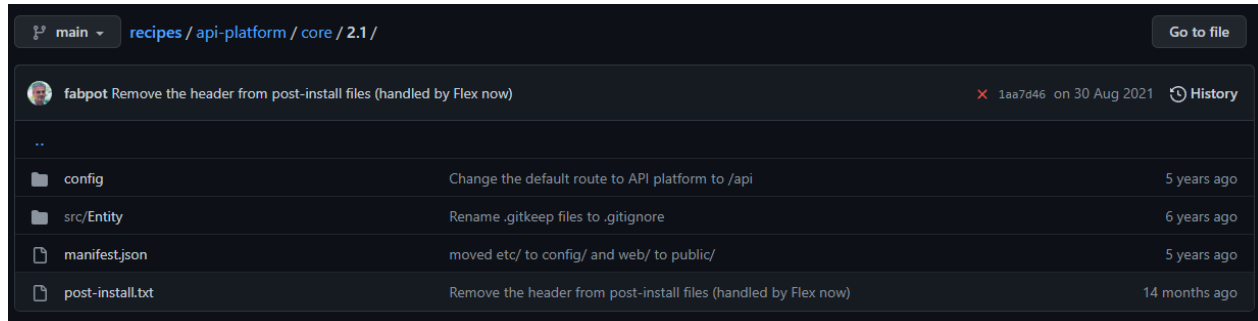 main recipes / api-platform / core / 2.1 / Go to file
fabpot Remove the header from post-install files (handled by Flex now) 1aa7d46 on 30 Aug 2021 History
..
config Change the default route to API platform to /api 5 years ago
src/Entity Rename .gitkeep files to .gitignore 6 years ago
manifest.json moved etc/ to config/ and web/ to public/ 5 years ago
post-install.txt Remove the header from post-install files (handled by Flex now) 14 months ago